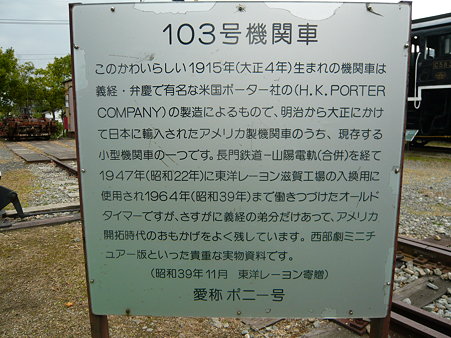 103号機関車
このかわいらしい1915年(大正4年)生まれの機関車は
義経・弁慶で有名な米国ポーター社の(H.K.PORTER
COMPANY)の製造によるもので、明治から大正にかけ
て日本に輸入されたアメリカ製機関車のうち、現存する
小型機関車の一つです。長門鉄道ー山陽電軌(合併)を経て
1947年(昭和22年)に東洋レーヨン滋賀工場の入換用に
使用され1964年(昭和39年)まで働きつづけたオールド
タイマーですが、さすがに義経の弟分だけあって、アメリカ
開拓時代のおもかげをよく残しています。西部劇ミニチ
ュアー版といった貴重な実物資料です。
(昭和39年11月 東洋レーヨン寄贈)
愛称 ポニー号